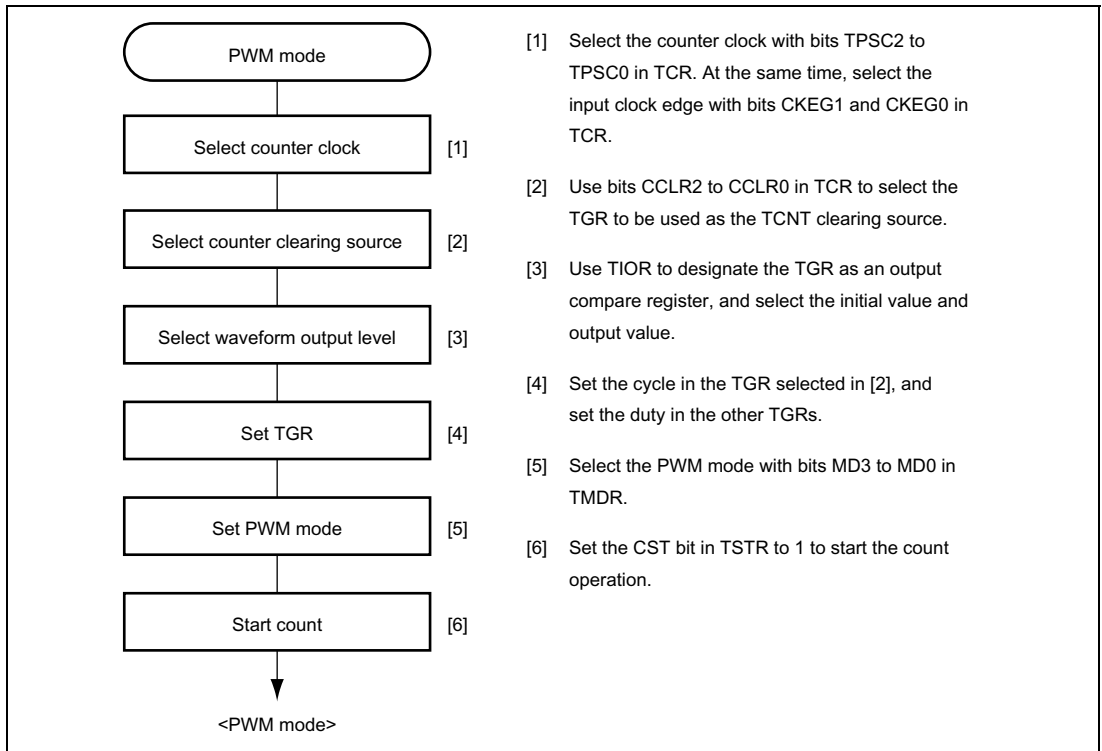 PWM mode
Select counter clock
[1]
Select counter clearing source
[2]
Select waveform output level
[3]
Set TGR
[4]
Set PWM mode
[5]
Start count
[6]
<PWM mode>
[1] Select the counter clock with bits TPSC2 to
TPSC0 in TCR. At the same time, select the
input clock edge with bits CKEG1 and CKEG0 in
TCR.
[2] Use bits CCLR2 to CCLR0 in TCR to select the
TGR to be used as the TCNT clearing source.
[3] Use TIOR to designate the TGR as an output
compare register, and select the initial value and
output value.
[4] Set the cycle in the TGR selected in [2], and
set the duty in the other TGRs.
[5] Select the PWM mode with bits MD3 to MD0 in
TMDR.
[6] Set the CST bit in TSTR to 1 to start the count
operation.